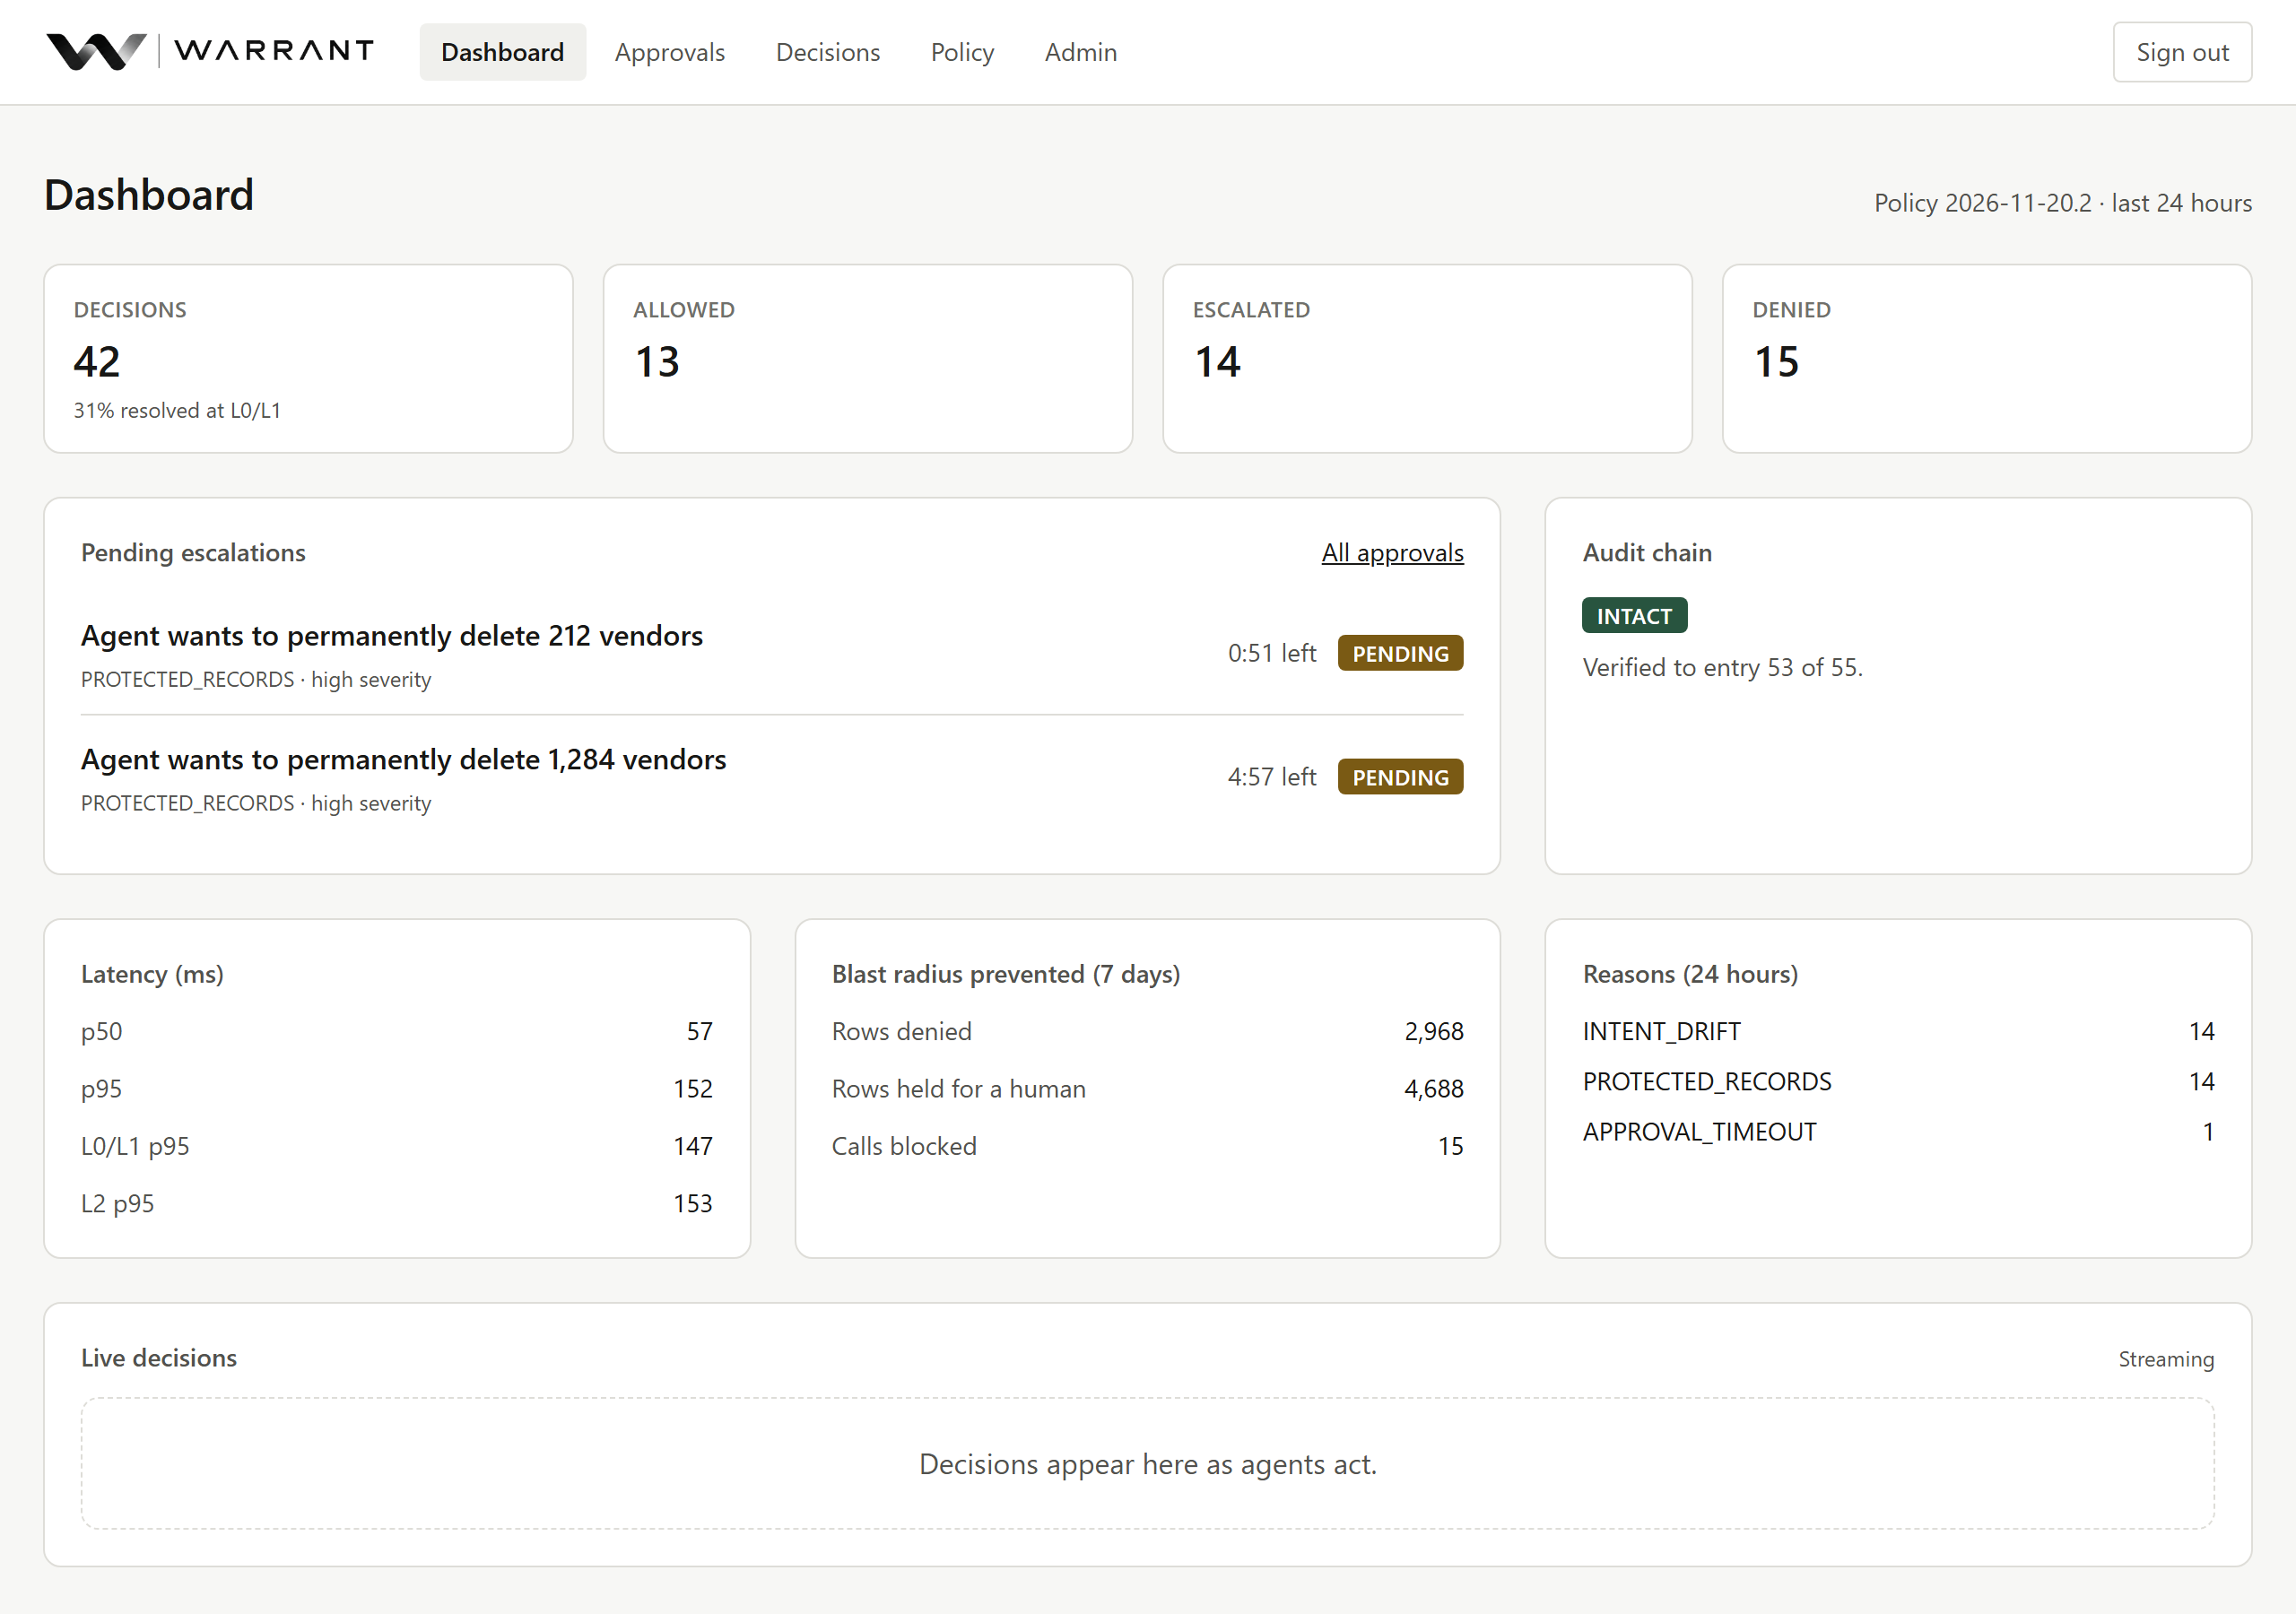 WARRANT
Dashboard Approvals Decisions Policy Admin Sign out
Dashboard
Policy 2026-11-20.2 · last 24 hours
DECISIONS
42
31% resolved at L0/L1
ALLOWED
13
ESCALATED
14
DENIED
15
Pending escalations
All approvals
Agent wants to permanently delete 212 vendors
PROTECTED_RECORDS · high severity
0:51 left PENDING
Agent wants to permanently delete 1,284 vendors
PROTECTED_RECORDS · high severity
4:57 left PENDING
Audit chain
INTACT
Verified to entry 53 of 55.
Latency (ms)
p50 57
p95 152
L0/L1 p95 147
L2 p95 153
Blast radius prevented (7 days)
Rows denied 2,968
Rows held for a human 4,688
Calls blocked 15
Reasons (24 hours)
INTENT_DRIFT 14
PROTECTED_RECORDS 14
APPROVAL_TIMEOUT 1
Live decisions
Streaming
Decisions appear here as agents act.